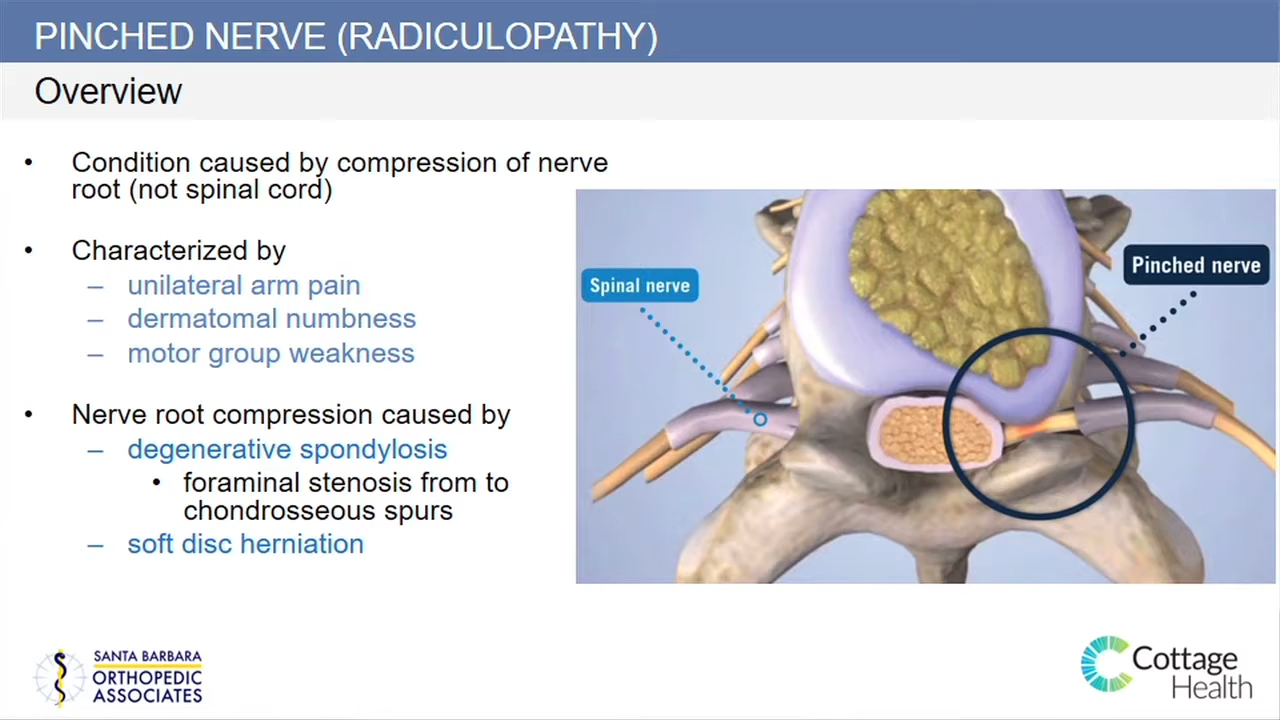 PINCHED NERVE (RADICULOPATHY)
Overview
• Condition caused by compression of nerve
root (not spinal cord)
• Characterized by
– unilateral arm pain
– dermatomal numbness
– motor group weakness
• Nerve root compression caused by
– degenerative spondylosis
• foraminal stenosis from to
chondrosseous spurs
– soft disc herniation
Spinal nerve
Pinched nerve
SANTA BARBARA
ORTHOPEDIC
ASSOCIATES
Cottage
Health